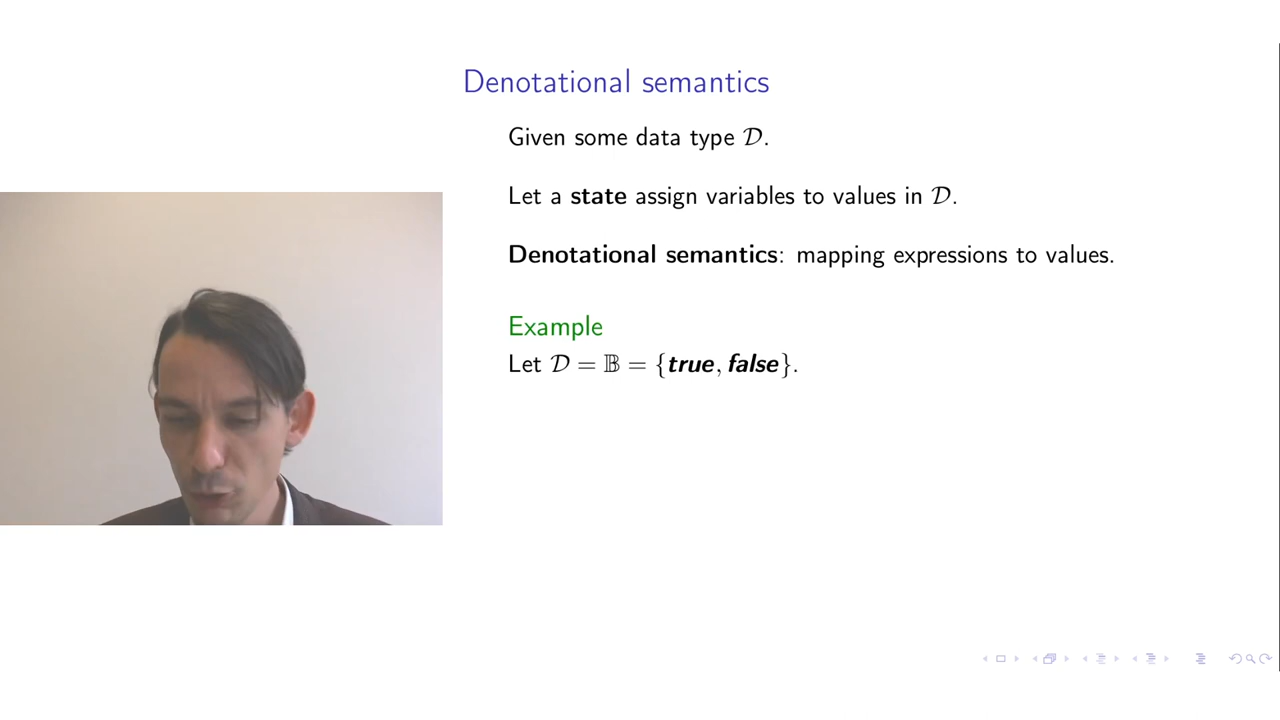 Denotational semantics
Given some data type 𝒟.
Let a state assign variables to values in 𝒟.
Denotational semantics: mapping expressions to values.
Example
Let 𝒟 = 𝔹 = {true, false}.